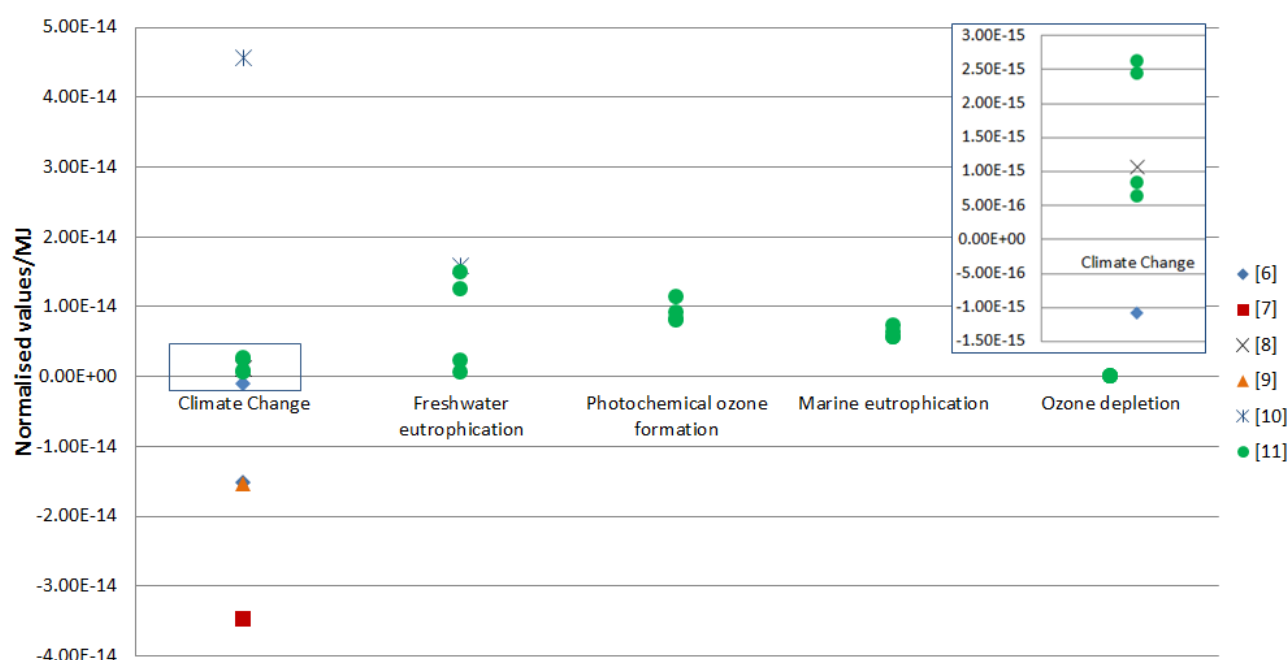 5.00E-14
4.00E-14
3.00E-14
2.00E-14
1.00E-14
0.00E+00
-1.00E-14
-2.00E-14
-3.00E-14
-4.00E-14
Normalised values/MJ
Climate Change
Freshwater
eutrophication
Photochemical ozone
formation
Marine eutrophication
Ozone depletion
3.00E-15
2.50E-15
2.00E-15
1.50E-15
1.00E-15
5.00E-16
0.00E+00
-5.00E-16
-1.00E-15
-1.50E-15
Climate Change
[6]
[7]
[8]
[9]
[10]
[11]